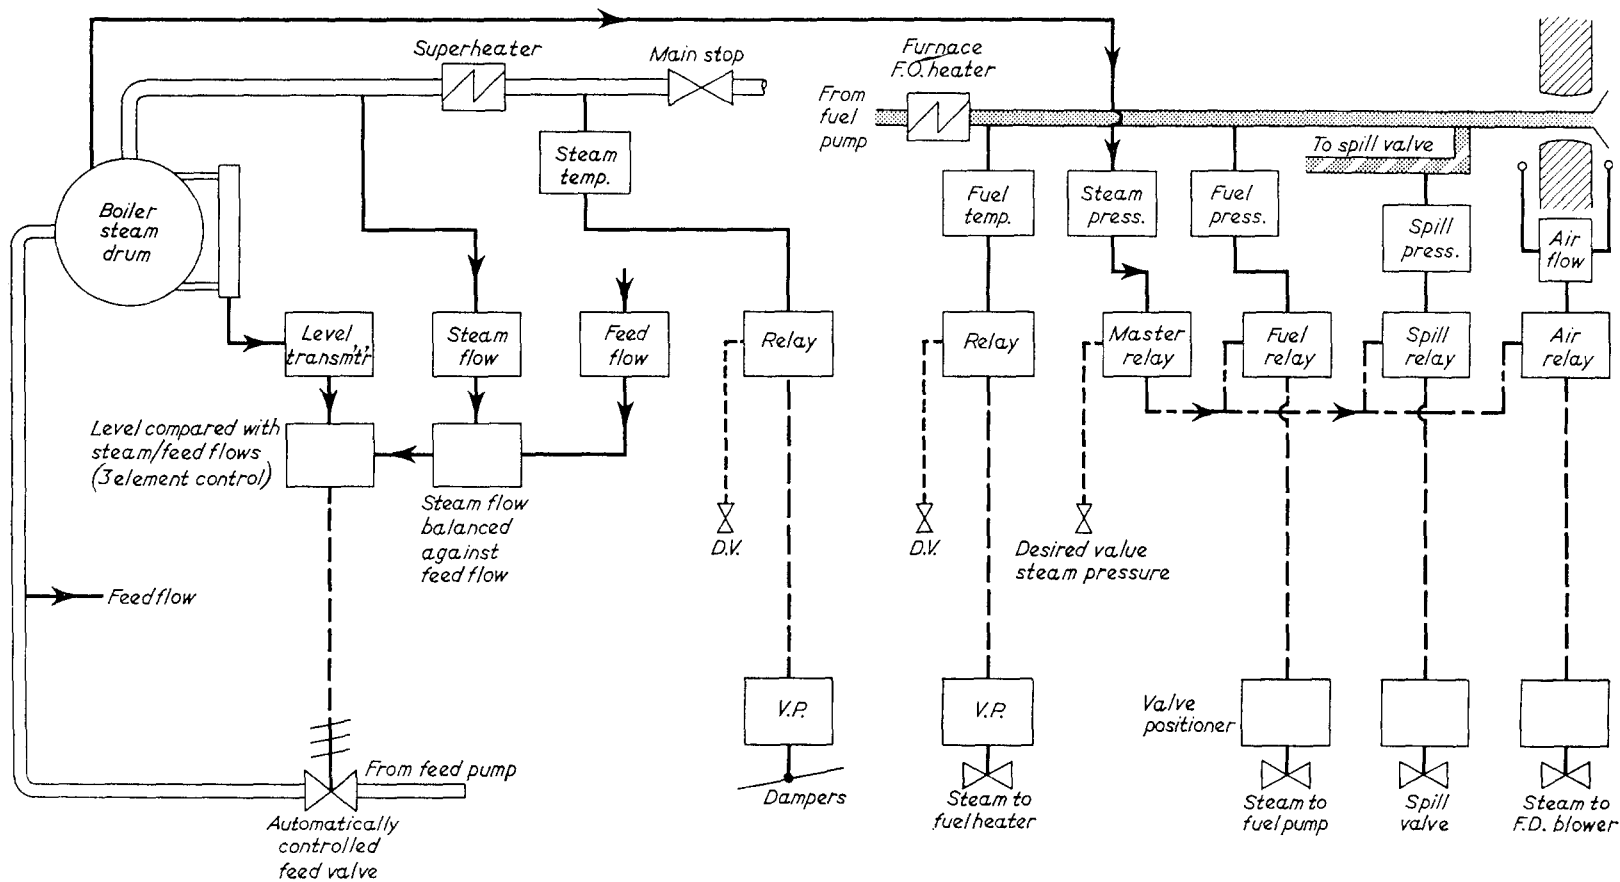 Superheater
Main stop
Furnace
F.O. heater
From
fuel
pump
To spill valve
Steam
temp.
Boiler
steam
drum
Fuel
temp.
Steam
press.
Fuel
press.
Spill
press.
Air
flow
Level
transmtr
Steam
flow
Feed
flow
Relay
Relay
Master
relay
Fuel
relay
Spill
relay
Air
relay
Level compared with
steam/feed flows
(3 element control)
Steam flow
balanced
against
feed flow
D.V.
D.V.
Desired value
steam pressure
Feed flow
V.P.
V.P.
Valve
positioner
From feed pump
Dampers
Steam to
fuel heater
Steam to
fuel pump
Spill
valve
Steam to
F.D. blower
Automatically
controlled
feed valve